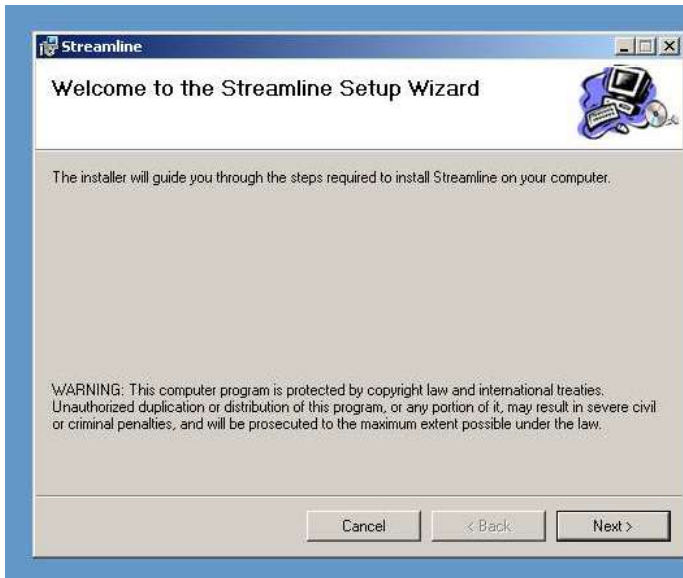 Streamline
Welcome to the Streamline Setup Wizard
The installer will guide you through the steps required to install Streamline on your computer.
WARNING: This computer program is protected by copyright law and international treaties.
Unauthorized duplication or distribution of this program, or any portion of it, may result in severe civil
or criminal penalties, and will be prosecuted to the maximum extent possible under the law.
Cancel
< Back
Next >